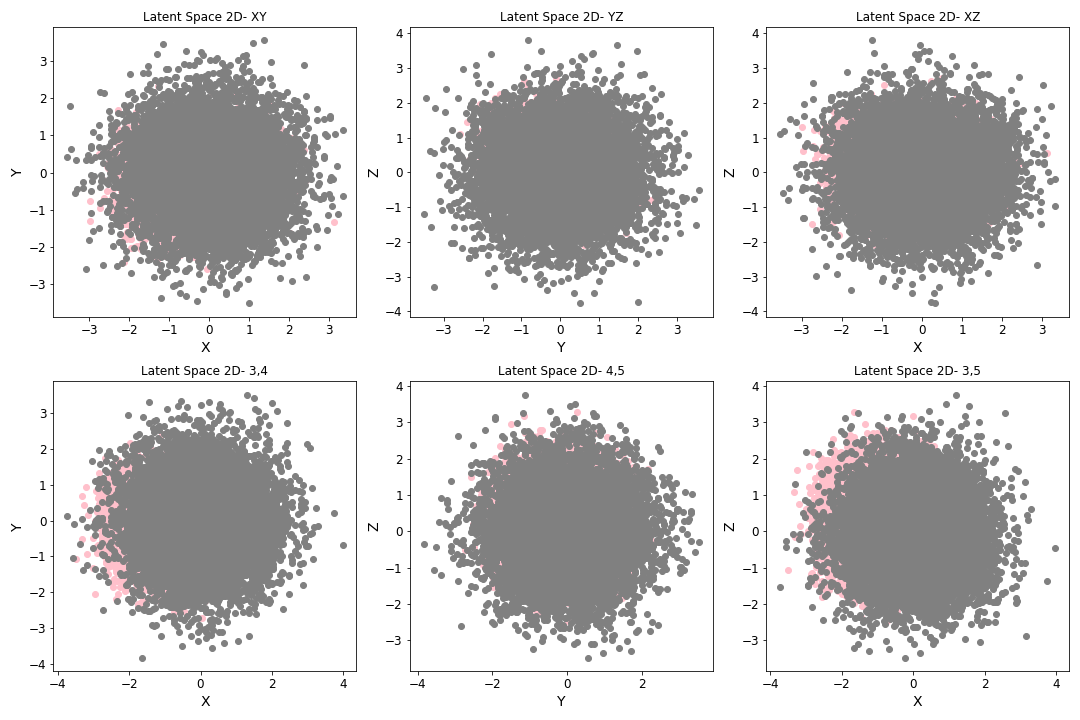 Latent Space 2D- XY
Y
3
2
1
0
−1
−2
−3
−3 −2 −1 0 1 2 3
X
Latent Space 2D- YZ
Z
4
3
2
1
0
−1
−2
−3
−4
−3 −2 −1 0 1 2 3
Y
Latent Space 2D- XZ
Z
4
3
2
1
0
−1
−2
−3
−4
−3 −2 −1 0 1 2 3
X
Latent Space 2D- 3,4
Y
3
2
1
0
−1
−2
−3
−4
−4 −2 0 2 4
X
Latent Space 2D- 4,5
Z
4
3
2
1
0
−1
−2
−3
−4 −2 0 2
Y
Latent Space 2D- 3,5
Z
4
3
2
1
0
−1
−2
−3
−4 −2 0 2 4
X